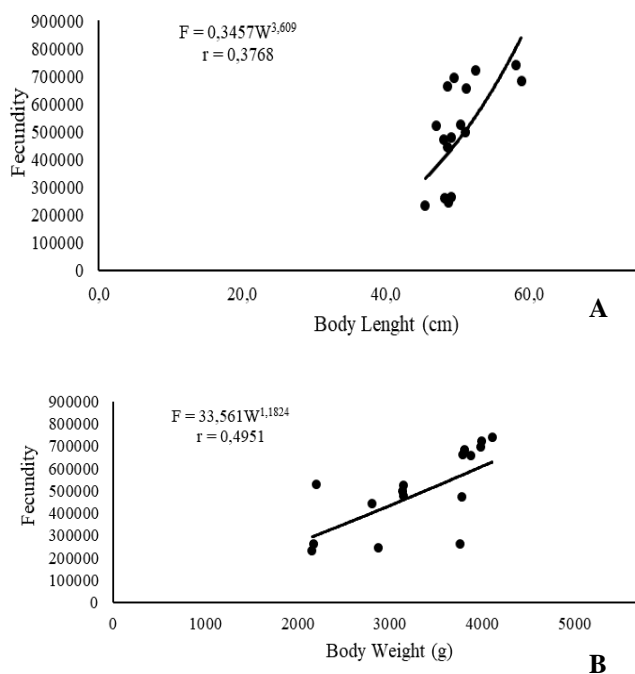 900000
F = 0,3457W3,609
r = 0,3768
800000
700000
600000
500000
400000
300000
200000
100000
0
Fecundity
0,0 20,0 40,0 60,0
Body Lenght (cm)
A
900000
F = 33,561W1,1824
r = 0,4951
800000
700000
600000
500000
400000
300000
200000
100000
0
Fecundity
0 1000 2000 3000 4000 5000
Body Weight (g)
B